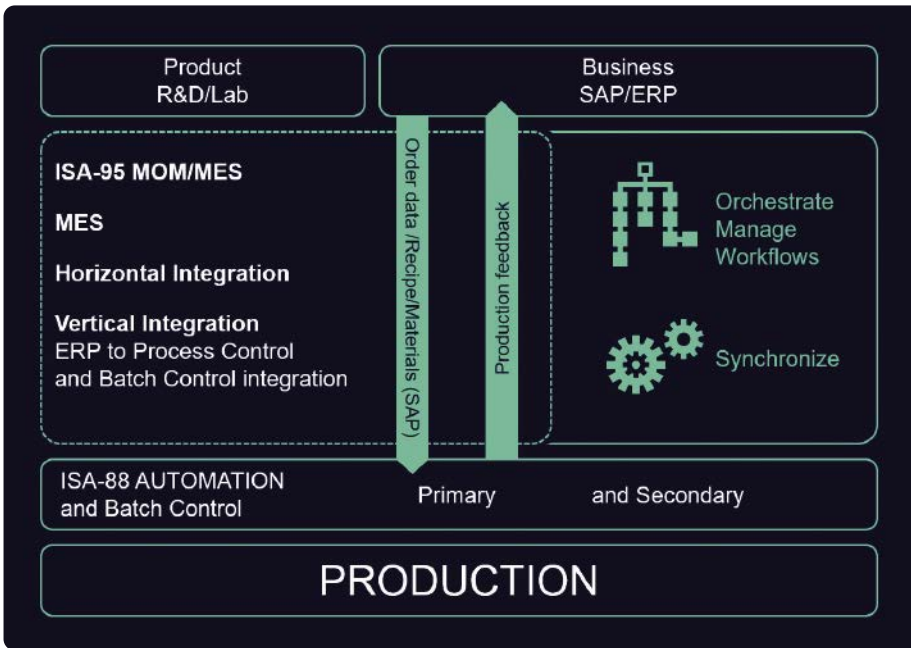 Product
R&D/Lab
Business
SAP/ERP
ISA-95 MOM/MES
MES
Horizontal Integration
Vertical Integration
ERP to Process Control
and Batch Control integration
Order data /Recipe/Materials (SAP)
Production feedback
Orchestrate
Manage
Workflows
Synchronize
ISA-88 AUTOMATION
and Batch Control
Primary
and Secondary
PRODUCTION